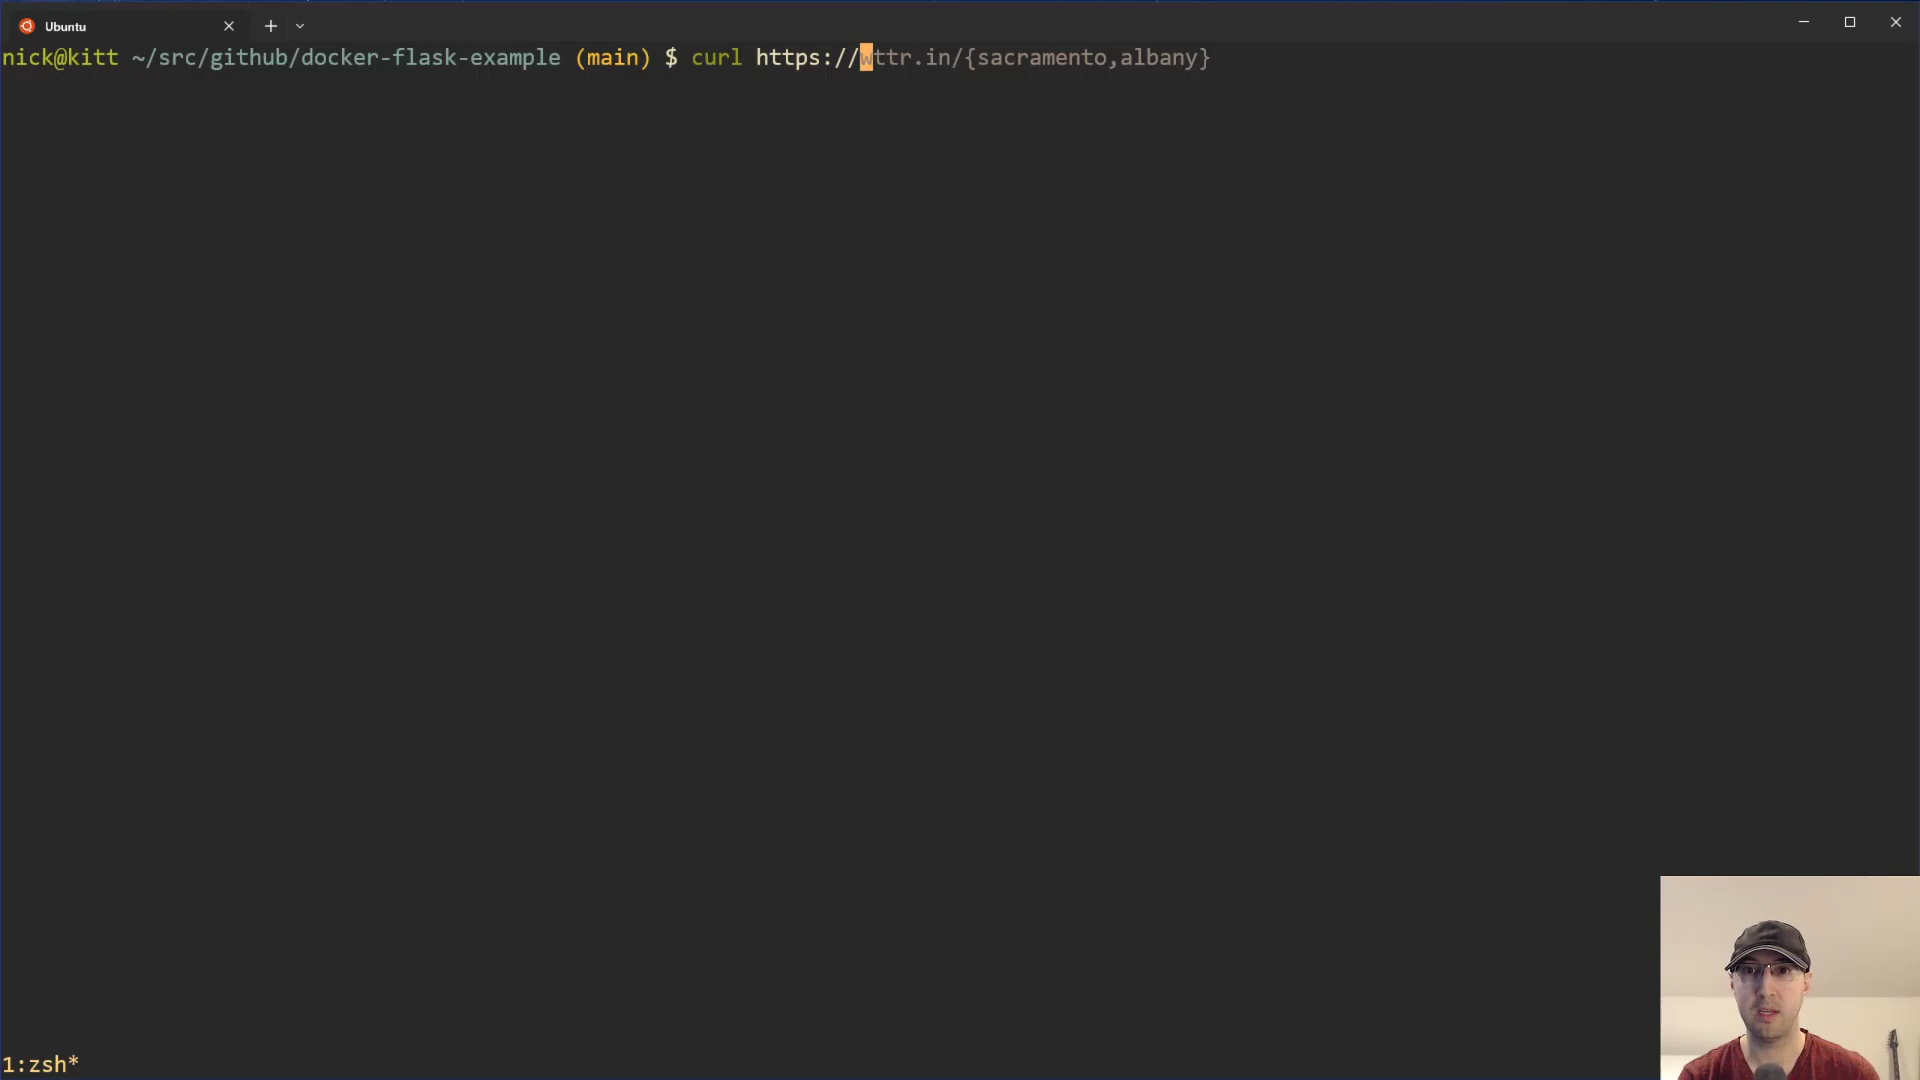 Ubuntu
nick@kitt ~/src/github/docker-flask-example (main) $ curl https://wttr.in/{sacramento,albany}
1:zsh*